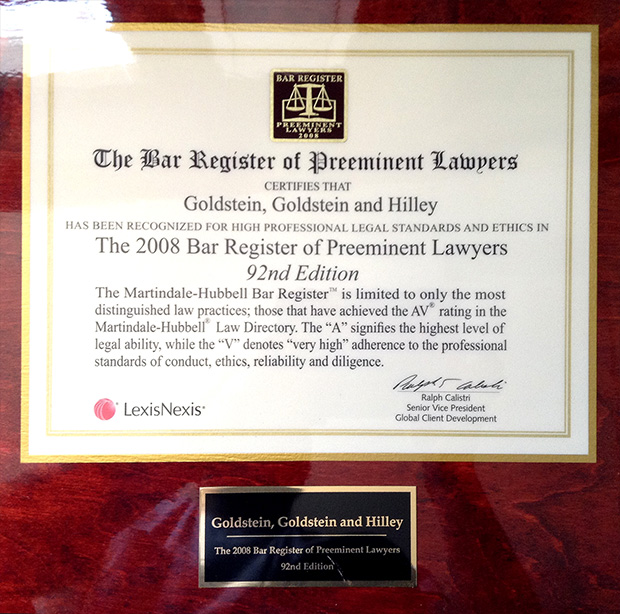 BAR REGISTER
PREEMINENT
LAWYERS
2008
The Bar Register of Preeminent Lawyers
CERTIFIES THAT
Goldstein, Goldstein and Hilley
HAS BEEN RECOGNIZED FOR HIGH PROFESSIONAL LEGAL STANDARDS AND ETHICS IN
The 2008 Bar Register of Preeminent Lawyers
92nd Edition
The Martindale-Hubbell Bar Register™ is limited to only the most
distinguished law practices; those that have achieved the AV® rating in the
Martindale-Hubbell® Law Directory. The “A” signifies the highest level of
legal ability, while the “V” denotes “very high” adherence to the professional
standards of conduct, ethics, reliability and diligence.
Ralph T. Calistri
Ralph Calistri
Senior Vice President
Global Client Development
LexisNexis®
Goldstein, Goldstein and Hilley
The 2008 Bar Register of Preeminent Lawyers
92nd Edition